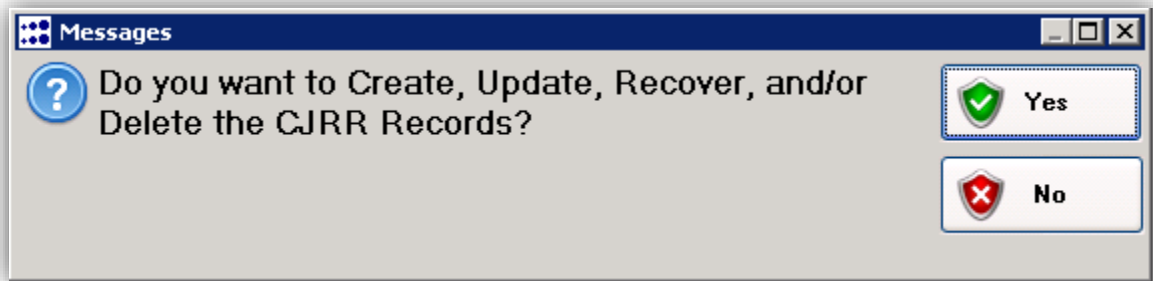 Messages
Do you want to Create, Update, Recover, and/or
Delete the CJRR Records?
Yes
No